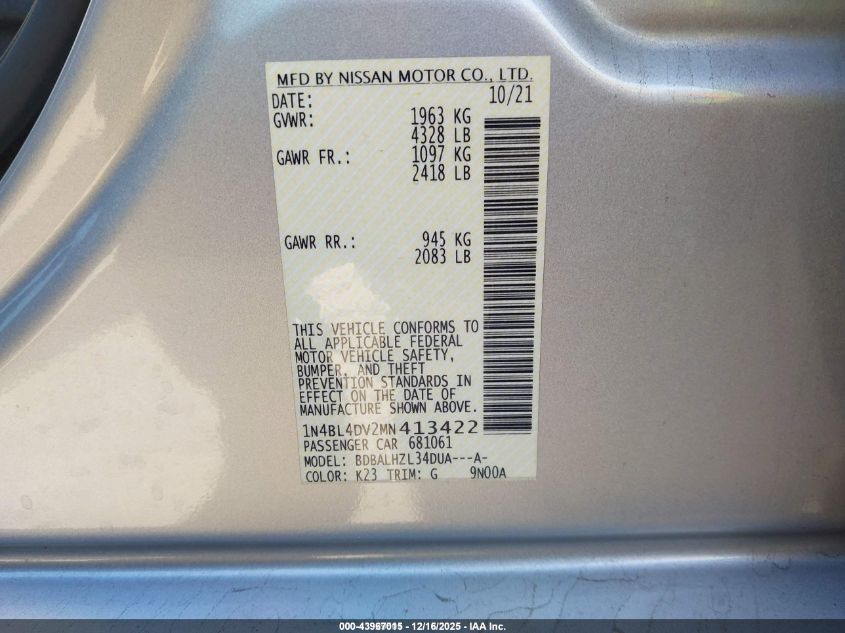 MFD BY NISSAN MOTOR CO., LTD.
DATE: 10/21
GVWR: 1963 KG
4328 LB
GAWR FR.: 1097 KG
2418 LB
GAWR RR.: 945 KG
2083 LB
THIS VEHICLE CONFORMS TO
ALL APPLICABLE FEDERAL
MOTOR VEHICLE SAFETY,
BUMPER, AND THEFT
PREVENTION STANDARDS IN
EFFECT ON THE DATE OF
MANUFACTURE SHOWN ABOVE.
1N4BL4DV2MN413422
PASSENGER CAR 681061
MODEL: BDBALHZL34DUA---A-
COLOR: K23 TRIM: G 9N00A
000-43967015 - 12/16/2025 - IAA Inc.